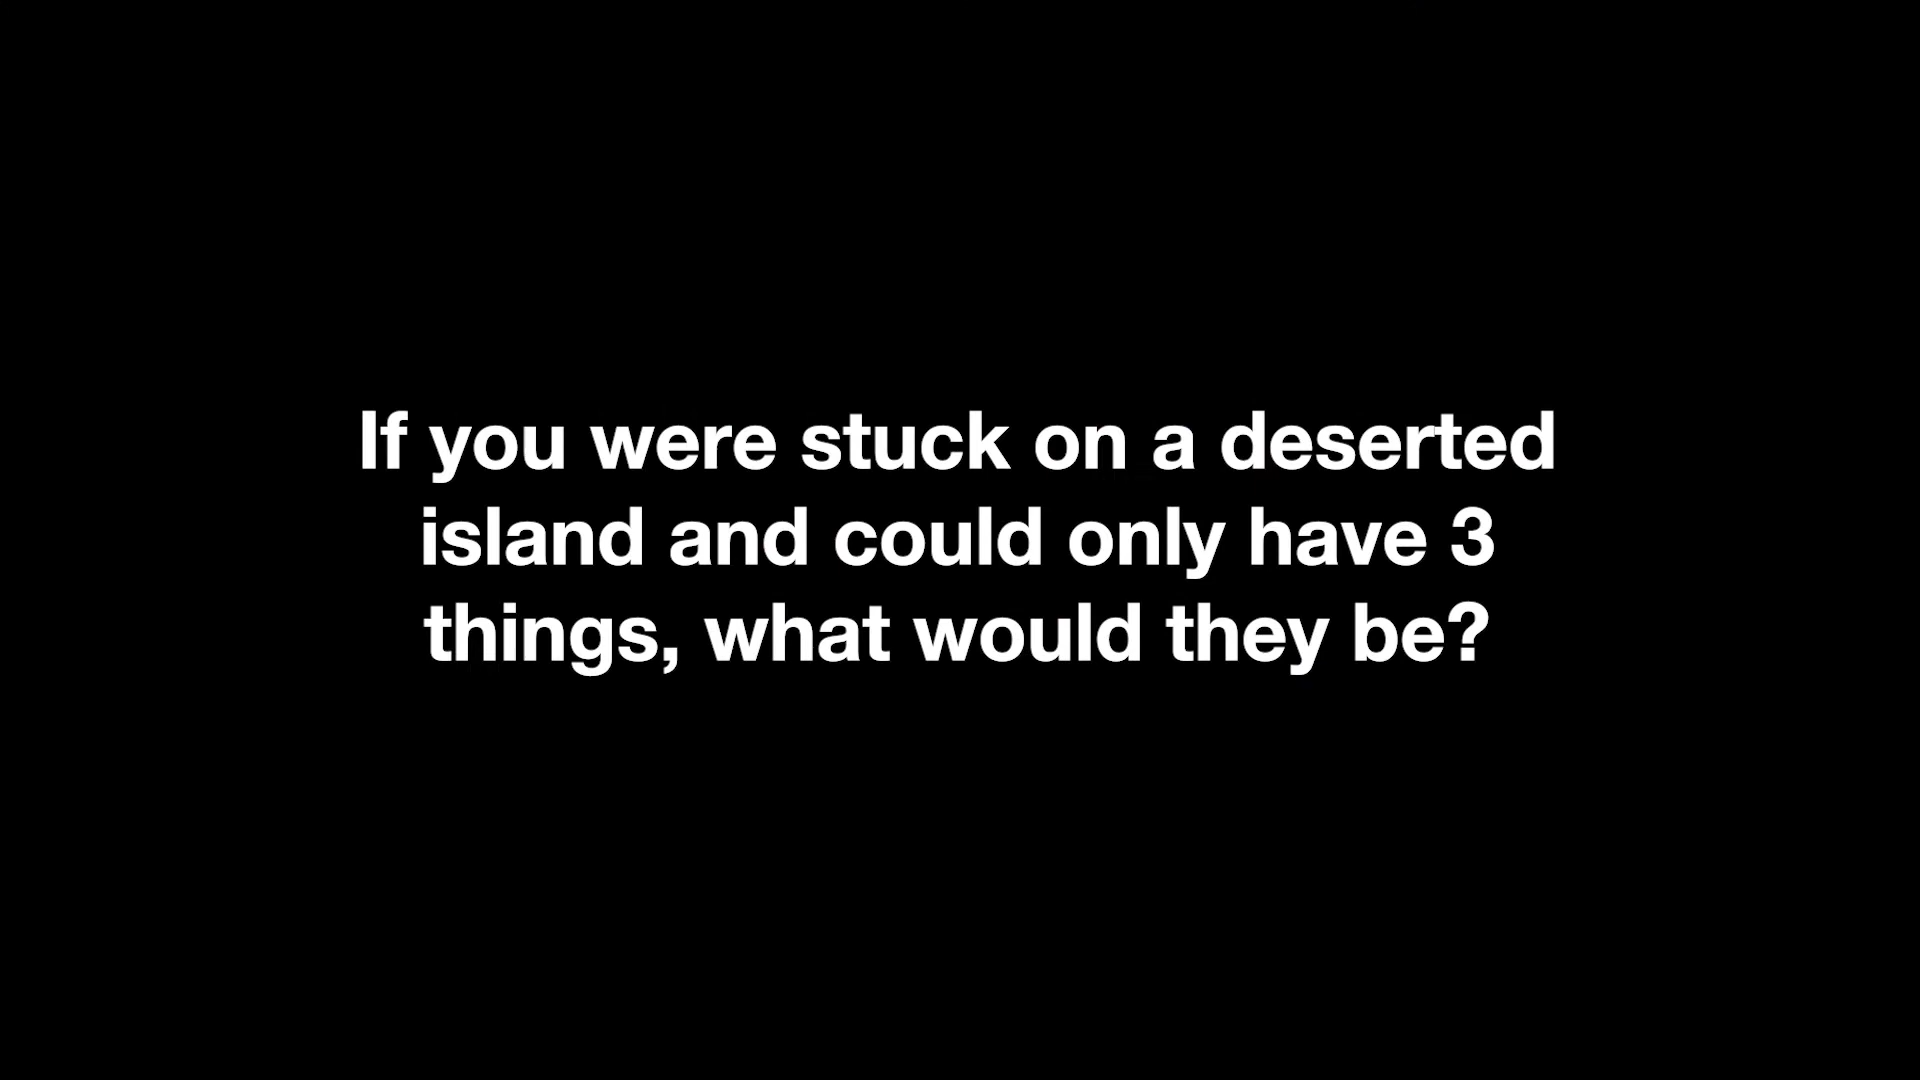 If you were stuck on a deserted
island and could only have 3
things, what would they be?